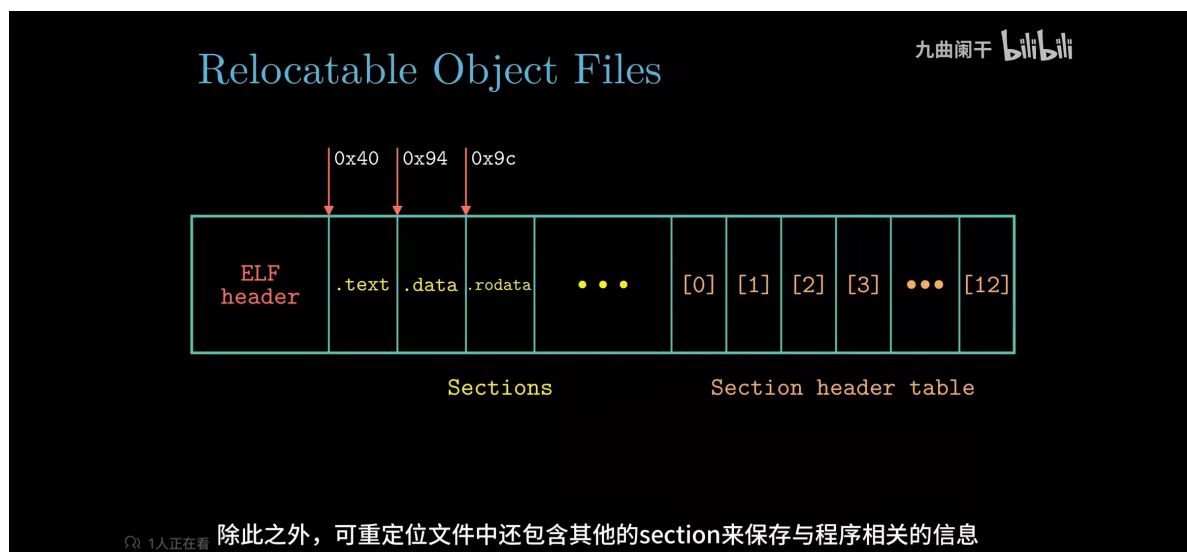 九曲阑干 bilibili
Relocatable Object Files
0x40 0x94 0x9c
ELF
header
.text .data .rodata ••• [0] [1] [2] [3] ••• [12]
Sections Section header table
1人正在看
除此之外，可重定位文件中还包含其他的section来保存与程序相关的信息